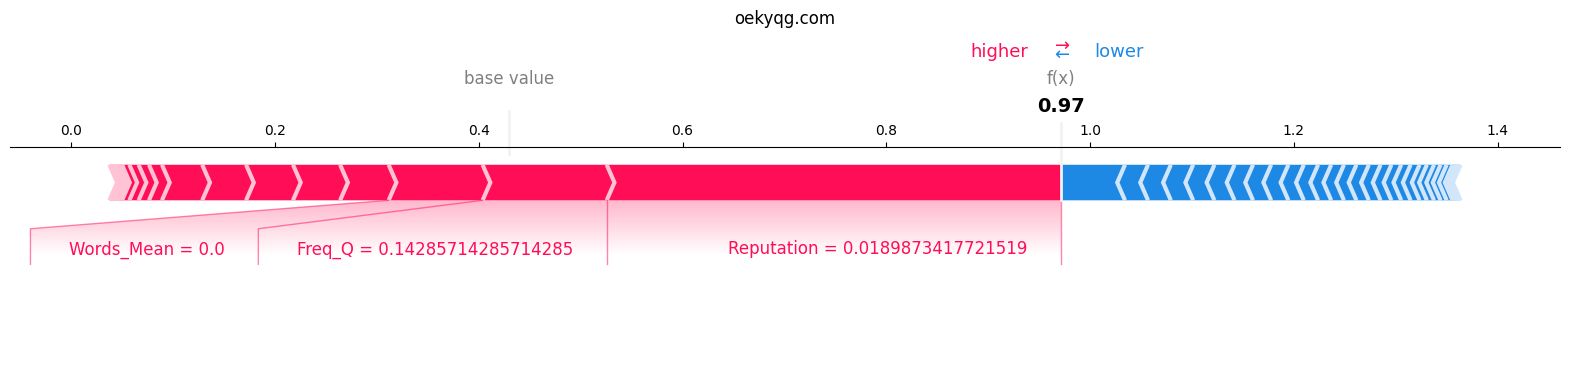 oekyqg.com
higher ⇄ lower
base value
f(x)
0.97
0.0 0.2 0.4 0.6 0.8 1.0 1.2 1.4
Words_Mean = 0.0
Freq_Q = 0.14285714285714285
Reputation = 0.0189873417721519